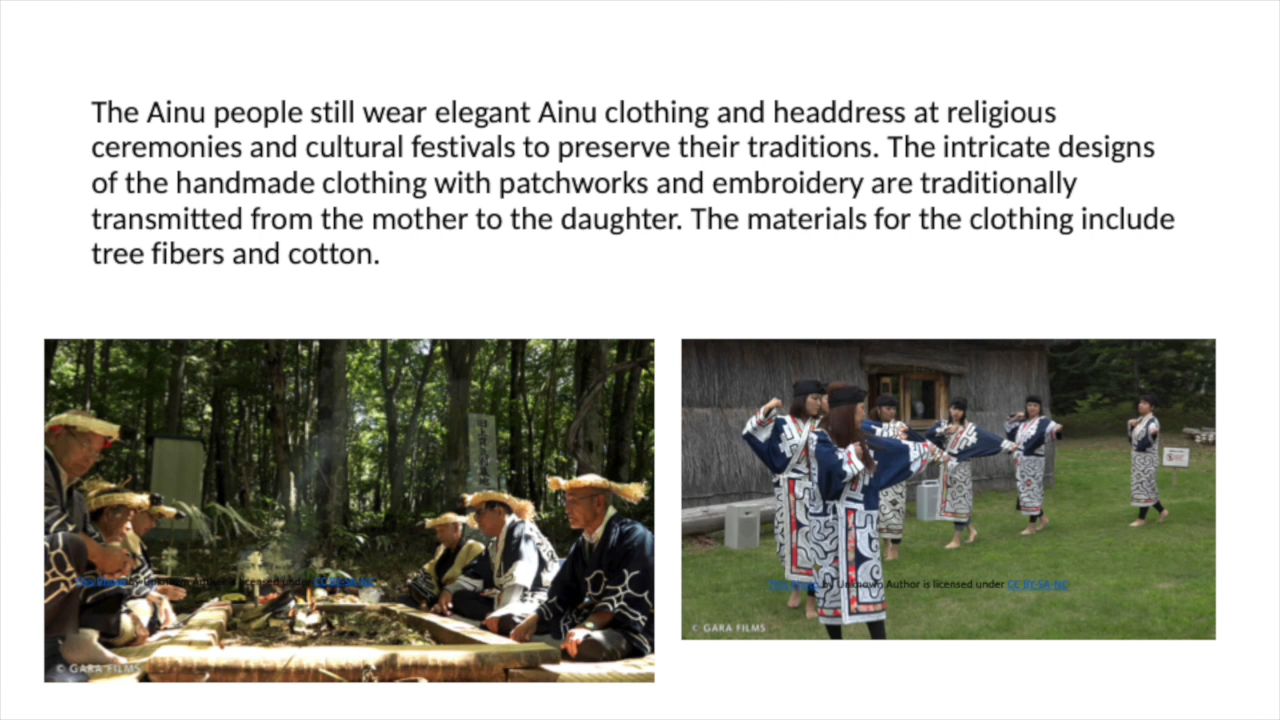 The Ainu people still wear elegant Ainu clothing and headdress at religious
ceremonies and cultural festivals to preserve their traditions. The intricate designs
of the handmade clothing with patchworks and embroidery are traditionally
transmitted from the mother to the daughter. The materials for the clothing include
tree fibers and cotton.
This Photo by Unknown Author is licensed under CC BY-SA-NC
© GARA FILMS
This Photo by Unknown Author is licensed under CC BY-SA-NC
© GARA FILMS